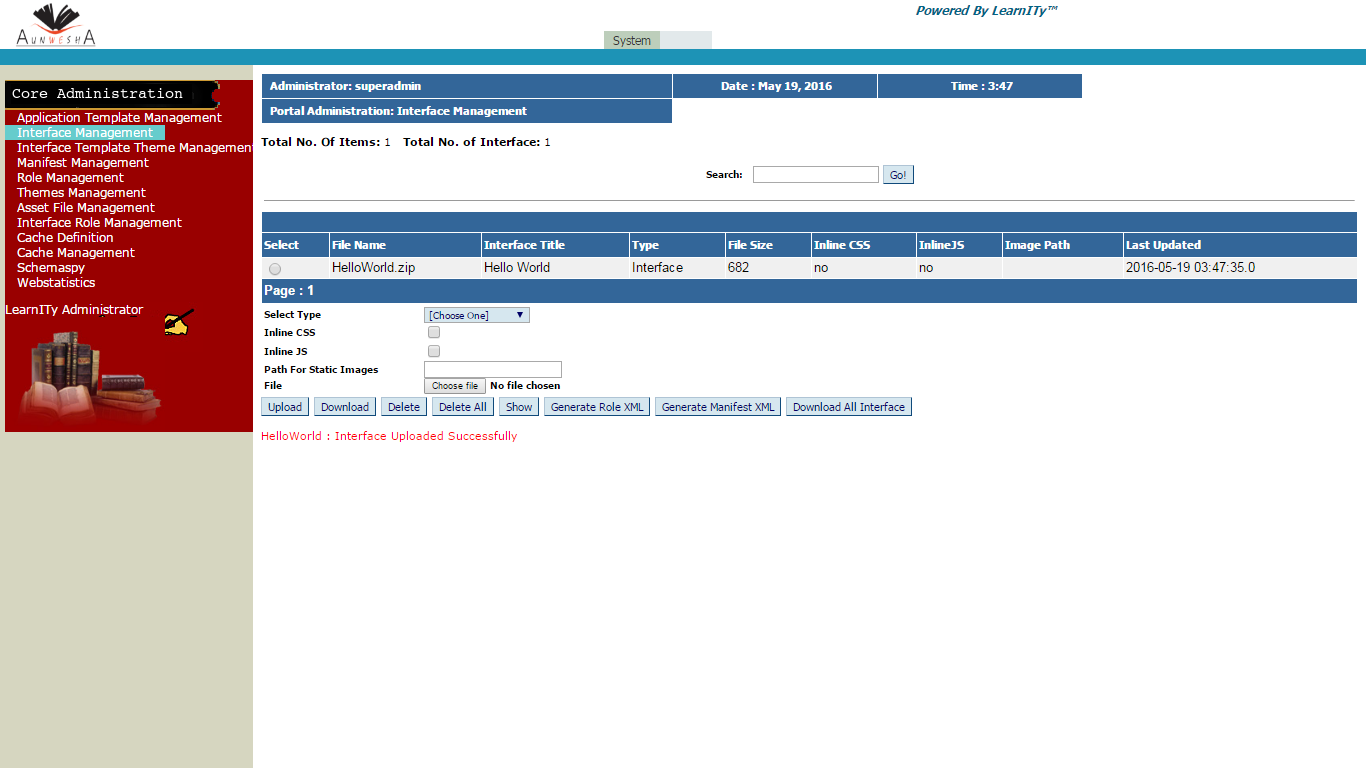 Powered By LearnITy™
AUNWESHA
System
Core Administration
Application Template Management
Interface Management
Interface Template Theme Management
Manifest Management
Role Management
Themes Management
Asset File Management
Interface Role Management
Cache Definition
Cache Management
Schemaspy
Webstatistics
LearnITy Administrator
Administrator: superadmin Date : May 19, 2016 Time : 3:47
Portal Administration: Interface Management
Total No. Of Items: 1 Total No. of Interface: 1
Search: Go!
Select File Name Interface Title Type File Size Inline CSS InlineJS Image Path Last Updated
HelloWorld.zip Hello World Interface 682 no no 2016-05-19 03:47:35.0
Page : 1
Select Type [Choose One]
Inline CSS
Inline JS
Path For Static Images
File Choose file No file chosen
Upload Download Delete Delete All Show Generate Role XML Generate Manifest XML Download All Interface
HelloWorld : Interface Uploaded Successfully